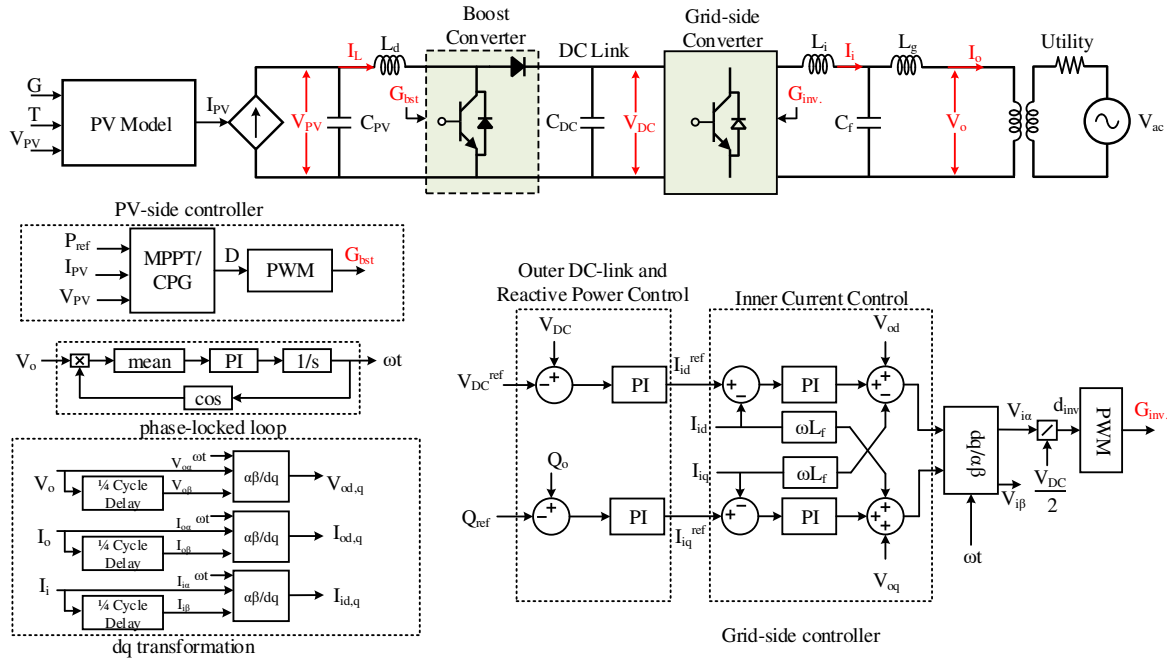 Boost
Converter
Grid-side
Converter
DC Link
Utility
G
T
V_PV
PV Model
I_PV
V_PV
C_PV
I_L
L_d
G_bst
C_DC
V_DC
G_inv.
L_i
I_i
C_f
L_g
I_o
V_o
V_ac
PV-side controller
P_ref
I_PV
V_PV
MPPT/
CPG
D
PWM
G_bst
V_o
mean
PI
1/s
ωt
cos
phase-locked loop
V_o
V_oα
ωt
¼ Cycle
Delay
V_oβ
αβ/dq
V_od,q
I_o
I_oα
ωt
¼ Cycle
Delay
I_oβ
αβ/dq
I_od,q
I_i
I_iα
ωt
¼ Cycle
Delay
I_iβ
αβ/dq
I_id,q
dq transformation
Outer DC-link and
Reactive Power Control
Inner Current Control
V_DC
V_DC^ref
PI
I_id^ref
I_id
PI
V_od
ωL_f
Q_o
I_iq
ωL_f
Q_ref
PI
I_iq^ref
PI
V_oq
dq/αβ
ωt
V_iα
V_iβ
d_inv
V_DC
2
PWM
G_inv.
Grid-side controller